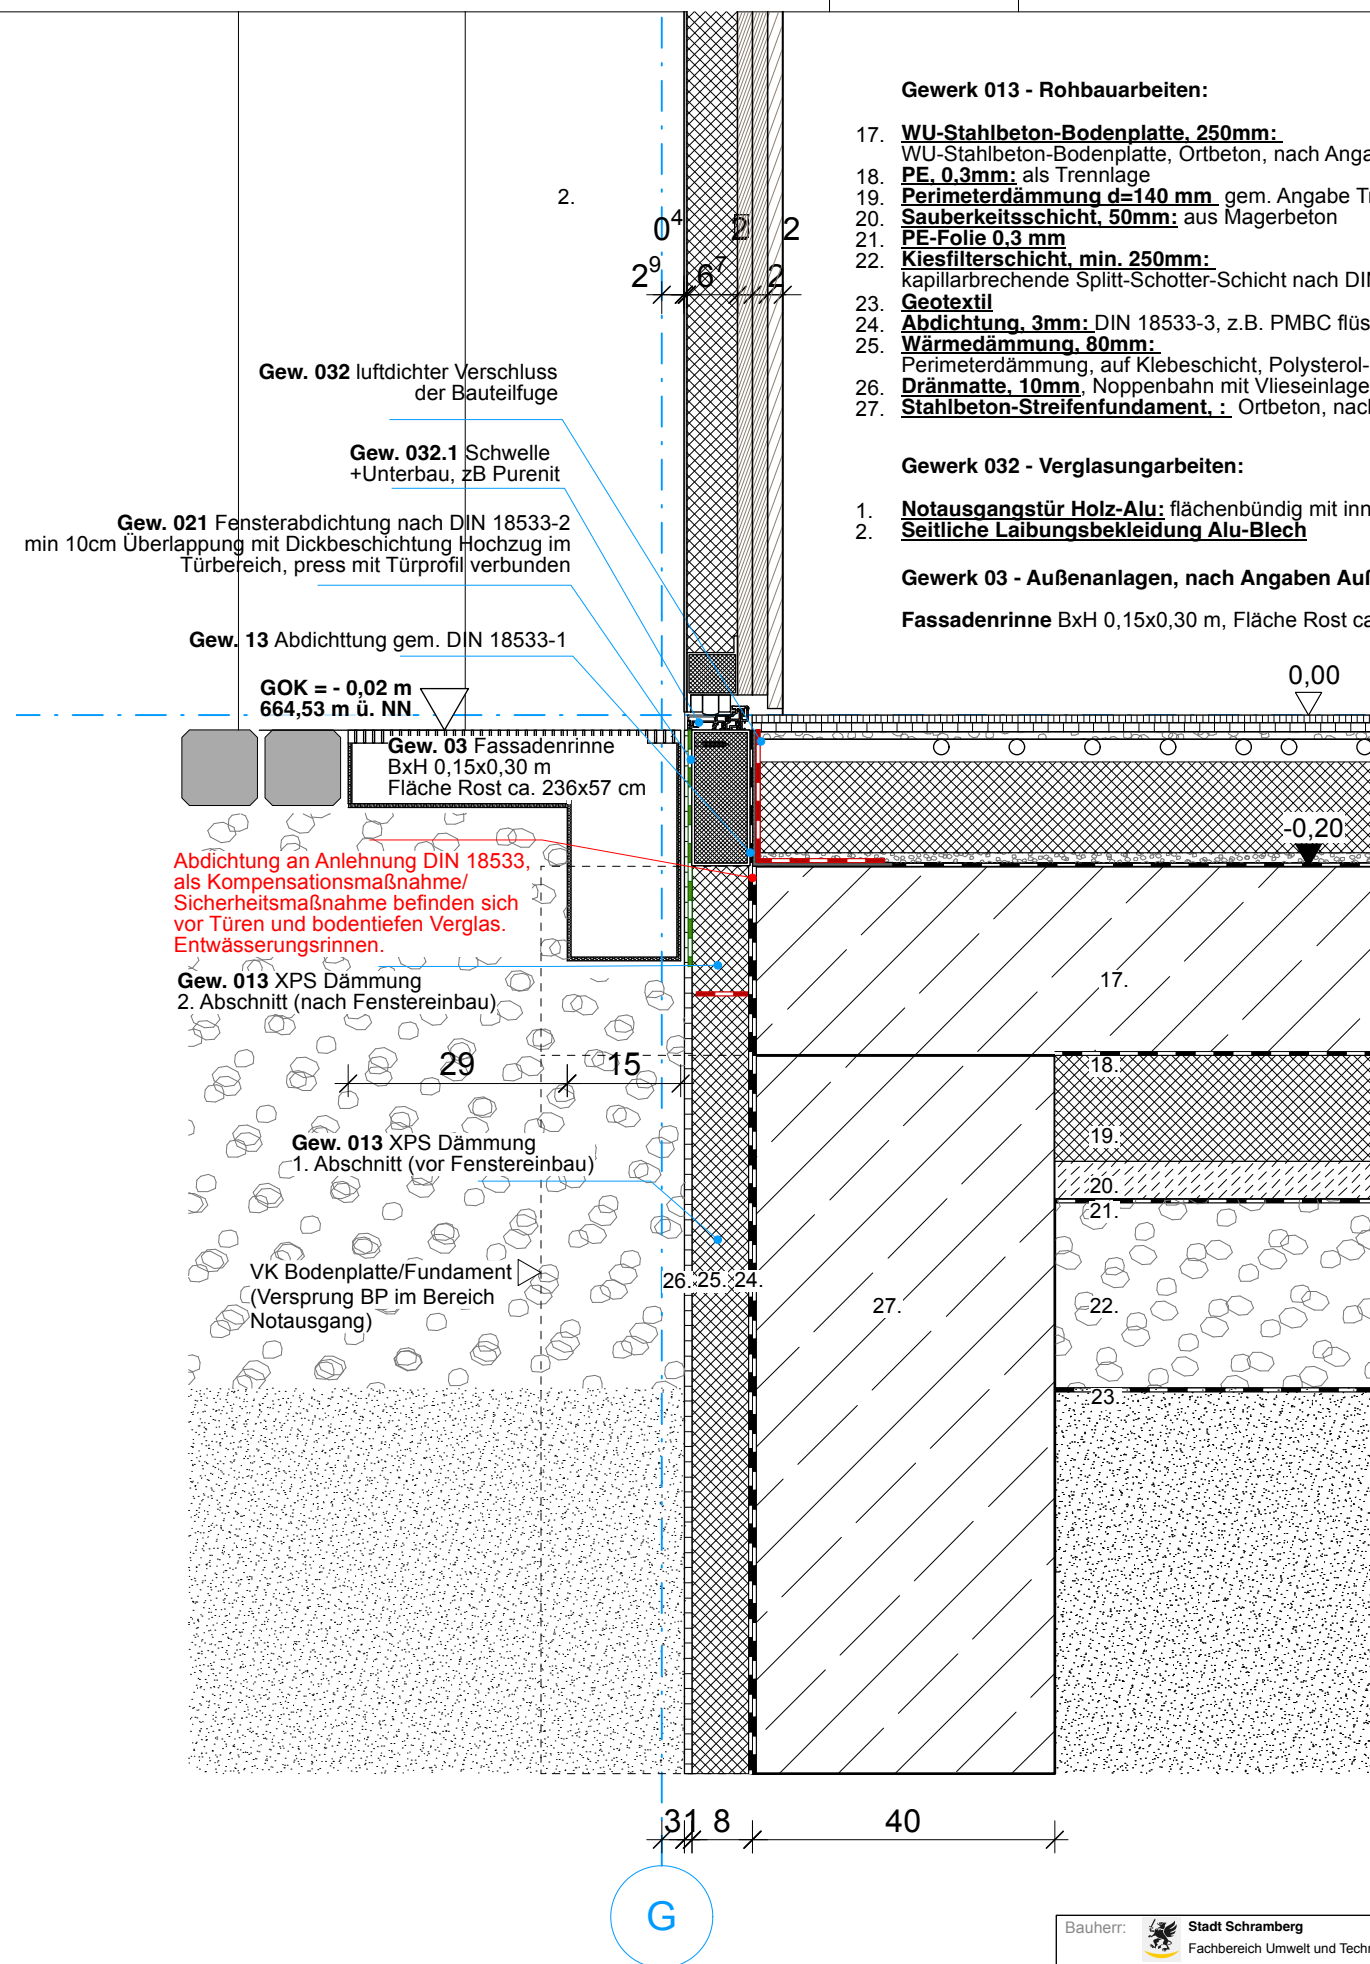 Gewerk 013 - Rohbauarbeiten:
17. WU-Stahlbeton-Bodenplatte, 250mm:
WU-Stahlbeton-Bodenplatte, Ortbeton, nach Anga
18. PE, 0,3mm: als Trennlage
19. Perimeterdämmung d=140 mm gem. Angabe Tr
20. Sauberkeitsschicht, 50mm: aus Magerbeton
21. PE-Folie 0,3 mm
22. Kiesfilterschicht, min. 250mm:
kapillarbrechende Splitt-Schotter-Schicht nach DIN
23. Geotextil
24. Abdichtung, 3mm: DIN 18533-3, z.B. PMBC flüs
25. Wärmedämmung, 80mm:
Perimeterdämmung, auf Klebeschicht, Polysterol-
26. Dränmatte, 10mm, Noppenbahn mit Vlieseinlage
27. Stahlbeton-Streifenfundament, : Ortbeton, nach
Gewerk 032 - Verglasungarbeiten:
1. Notausgangstür Holz-Alu: flächenbündig mit inn
2. Seitliche Laibungsbekleidung Alu-Blech
Gewerk 03 - Außenanlagen, nach Angaben Auß
Fassadenrinne BxH 0,15x0,30 m, Fläche Rost ca
2.
0⁴ 2 2
2⁹ 6⁷ 2
Gew. 032 luftdichter Verschluss
der Bauteilfuge
Gew. 032.1 Schwelle
+Unterbau, zB Purenit
Gew. 021 Fensterabdichtung nach DIN 18533-2
min 10cm Überlappung mit Dickbeschichtung Hochzug im
Türbereich, press mit Türprofil verbunden
Gew. 13 Abdichttung gem. DIN 18533-1
GOK = - 0,02 m
664,53 m ü. NN
0,00
Gew. 03 Fassadenrinne
BxH 0,15x0,30 m
Fläche Rost ca. 236x57 cm
-0,20
Abdichtung an Anlehnung DIN 18533,
als Kompensationsmaßnahme/
Sicherheitsmaßnahme befinden sich
vor Türen und bodentiefen Verglas.
Entwässerungsrinnen.
Gew. 013 XPS Dämmung
2. Abschnitt (nach Fenstereinbau)
17.
29 15
18.
Gew. 013 XPS Dämmung
1. Abschnitt (vor Fenstereinbau)
19.
20.
21.
VK Bodenplatte/Fundament
(Versprung BP im Bereich
Notausgang)
26. 25. 24.
27.
22.
23.
3 1 8 40
G
Bauherr:
Stadt Schramberg
Fachbereich Umwelt und Techn